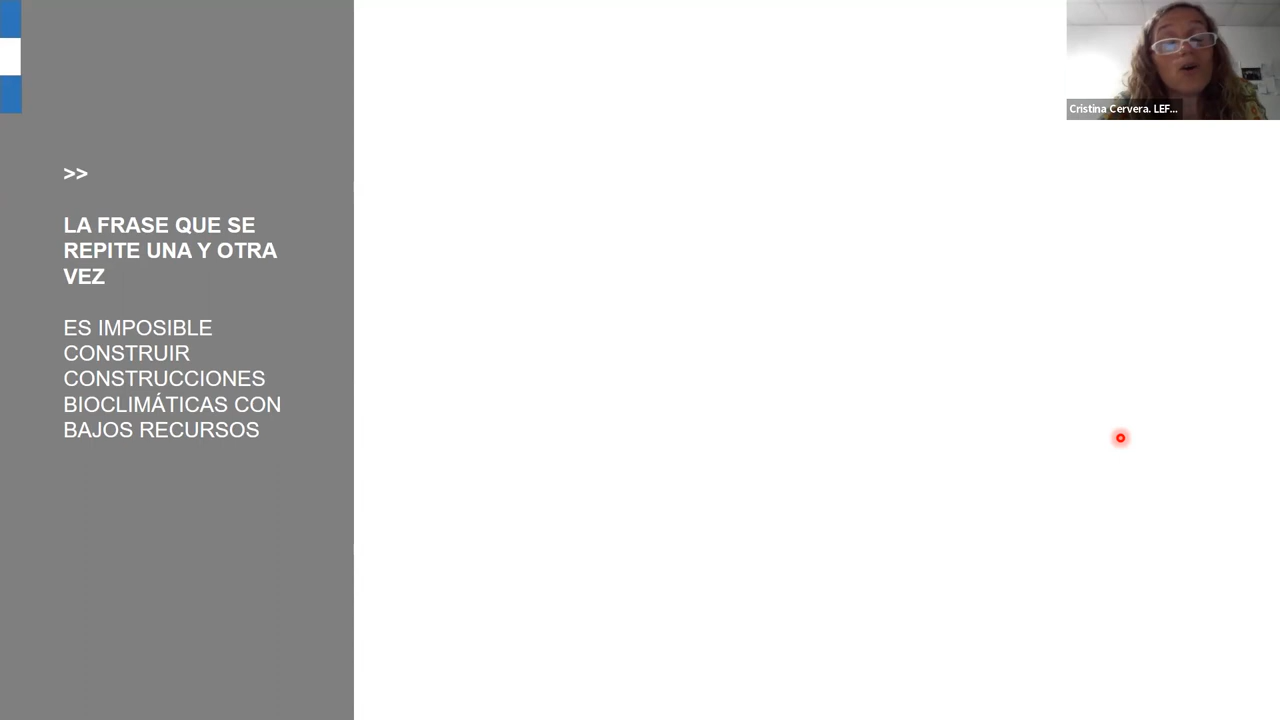 Cristina Cervera. LEF...
>>
LA FRASE QUE SE
REPITE UNA Y OTRA
VEZ
ES IMPOSIBLE
CONSTRUIR
CONSTRUCCIONES
BIOCLIMÁTICAS CON
BAJOS RECURSOS